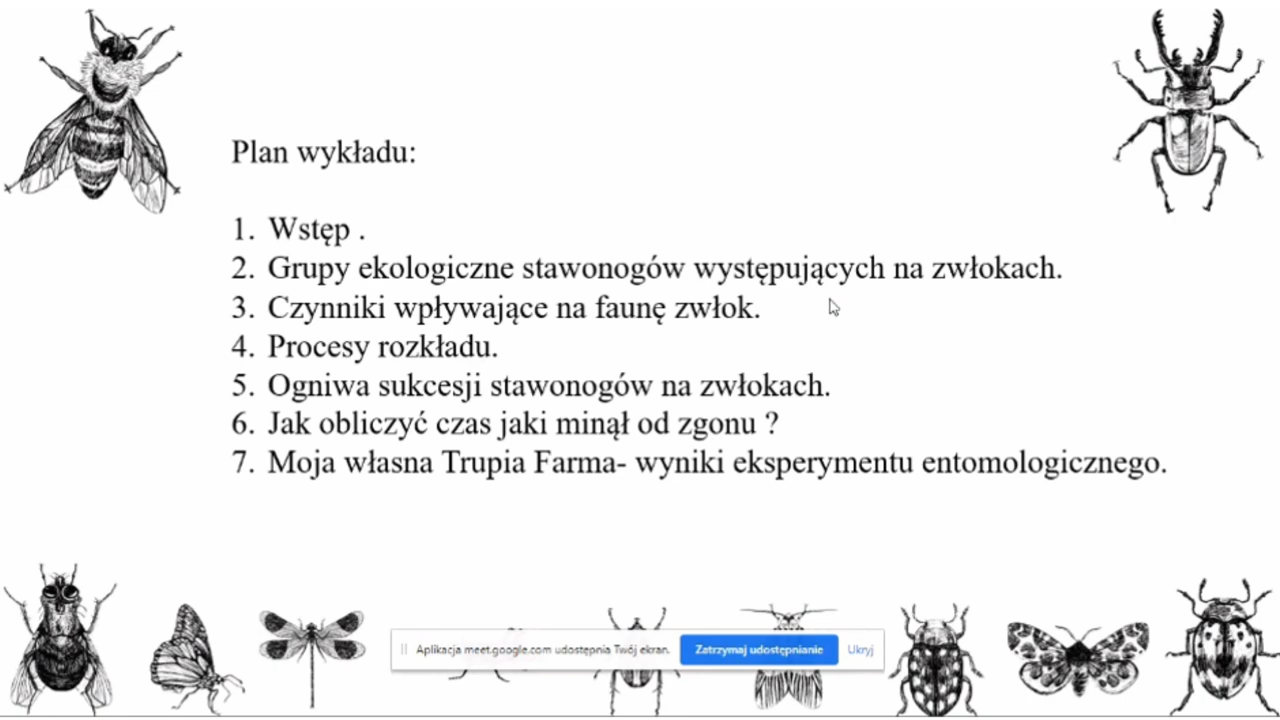 Plan wykładu:
1. Wstęp .
2. Grupy ekologiczne stawonogów występujących na zwłokach.
3. Czynniki wpływające na faunę zwłok.
4. Procesy rozkładu.
5. Ogniwa sukcesji stawonogów na zwłokach.
6. Jak obliczyć czas jaki minął od zgonu ?
7. Moja własna Trupia Farma- wyniki eksperymentu entomologicznego.
Aplikacja meet.google.com udostępnia Twój ekran. Zatrzymaj udostępnianie Ukryj